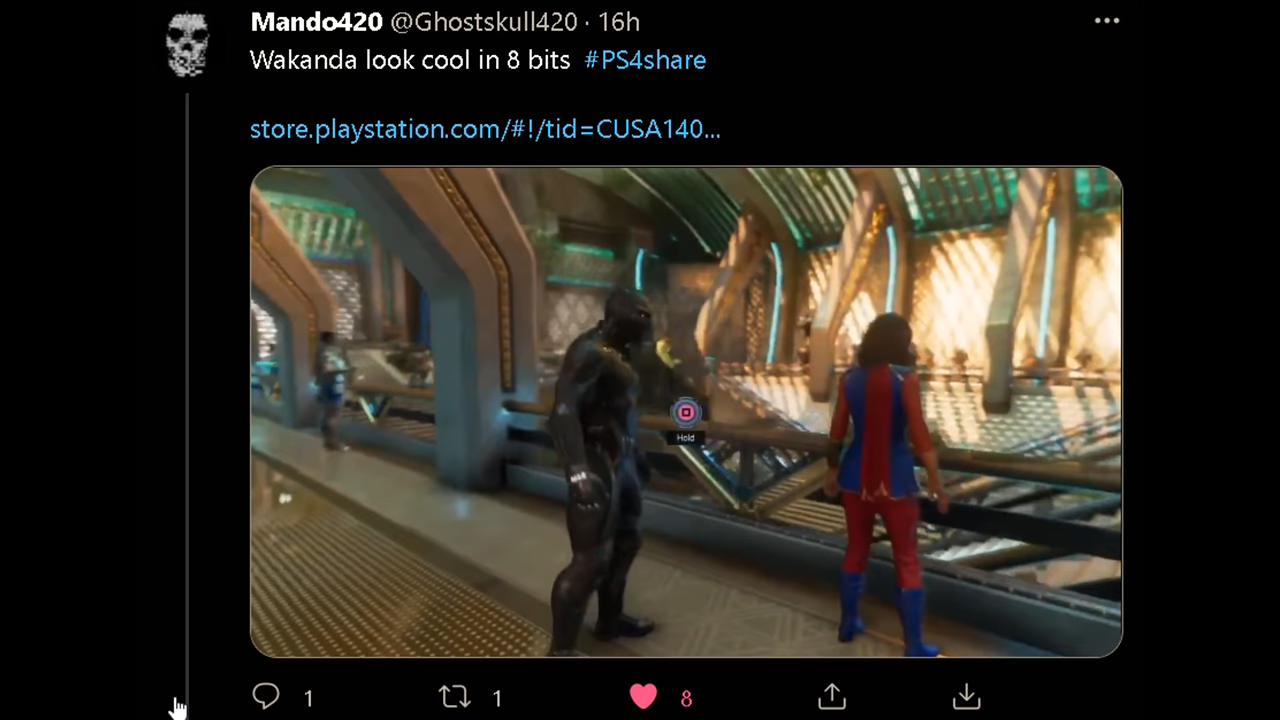 Mando420 @Ghostskull420 · 16h
Wakanda look cool in 8 bits #PS4share
store.playstation.com/#!/tid=CUSA140...
Hold
1
1
8